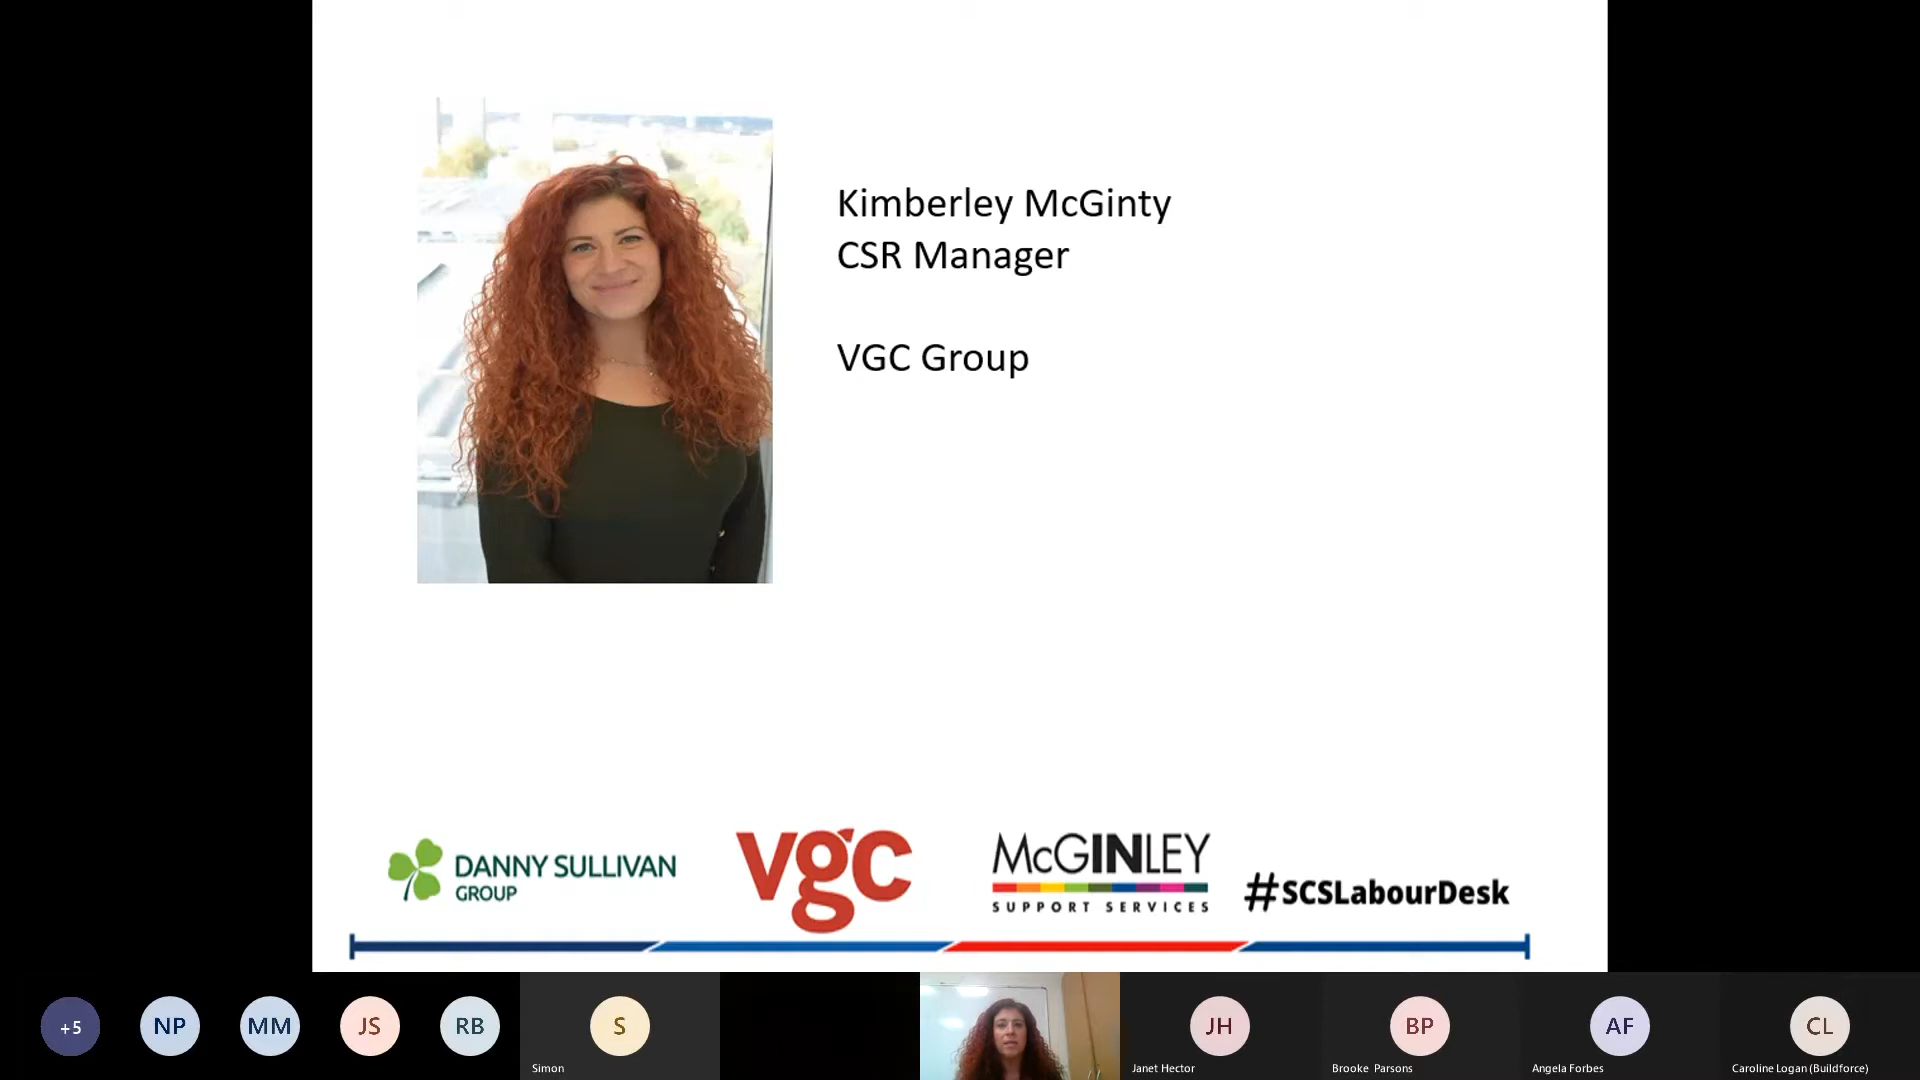 Kimberley McGinty
CSR Manager
VGC Group
DANNY SULLIVAN
GROUP
vgc
McGINLEY
SUPPORT SERVICES
#SCSLabourDesk
+5
NP
MM
JS
RB
S
Simon
JH
Janet Hector
BP
Brooke Parsons
AF
Angela Forbes
CL
Caroline Logan (Buildforce)